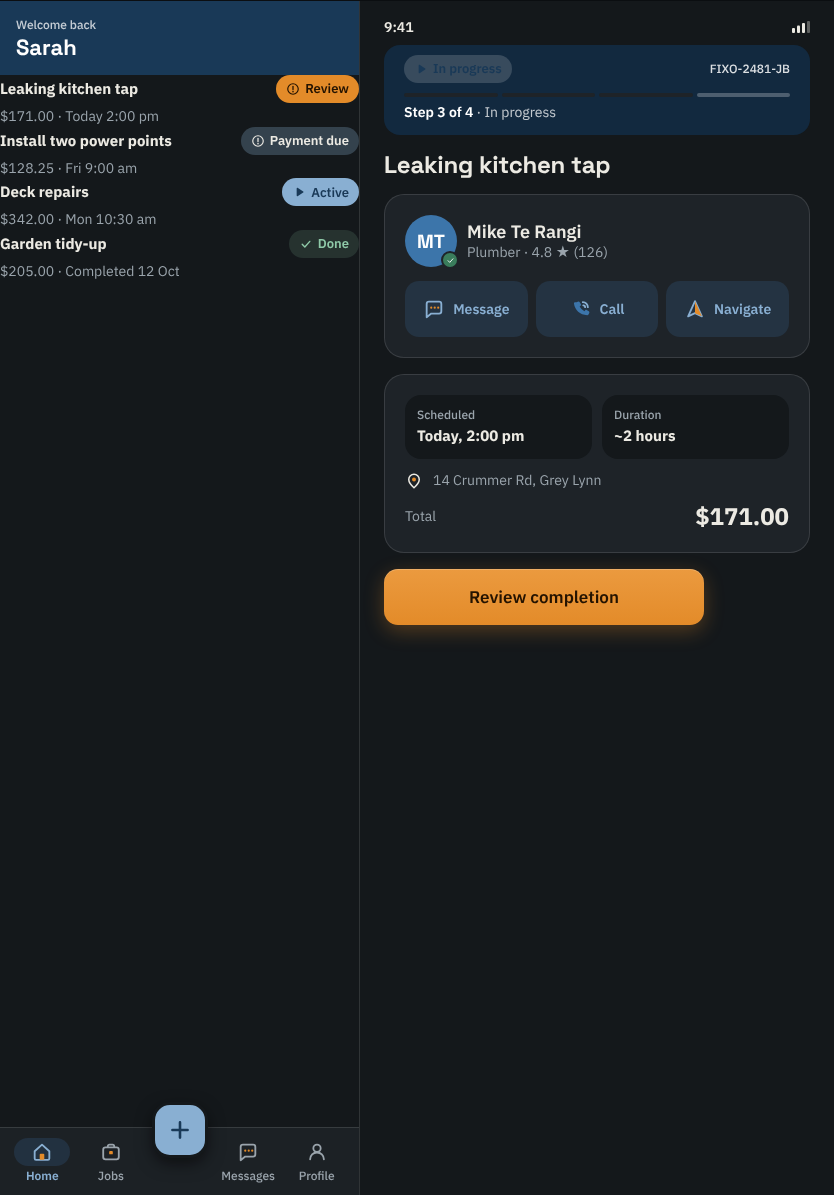 Welcome back
Sarah
Leaking kitchen tap
Review
$171.00 · Today 2:00 pm
Install two power points
Payment due
$128.25 · Fri 9:00 am
Deck repairs
Active
$342.00 · Mon 10:30 am
Garden tidy-up
Done
$205.00 · Completed 12 Oct
Home
Jobs
Messages
Profile
9:41
In progress
FIXO-2481-JB
Step 3 of 4 · In progress
Leaking kitchen tap
MT
Mike Te Rangi
Plumber · 4.8 ★ (126)
Message
Call
Navigate
Scheduled
Today, 2:00 pm
Duration
~2 hours
14 Crummer Rd, Grey Lynn
Total
$171.00
Review completion